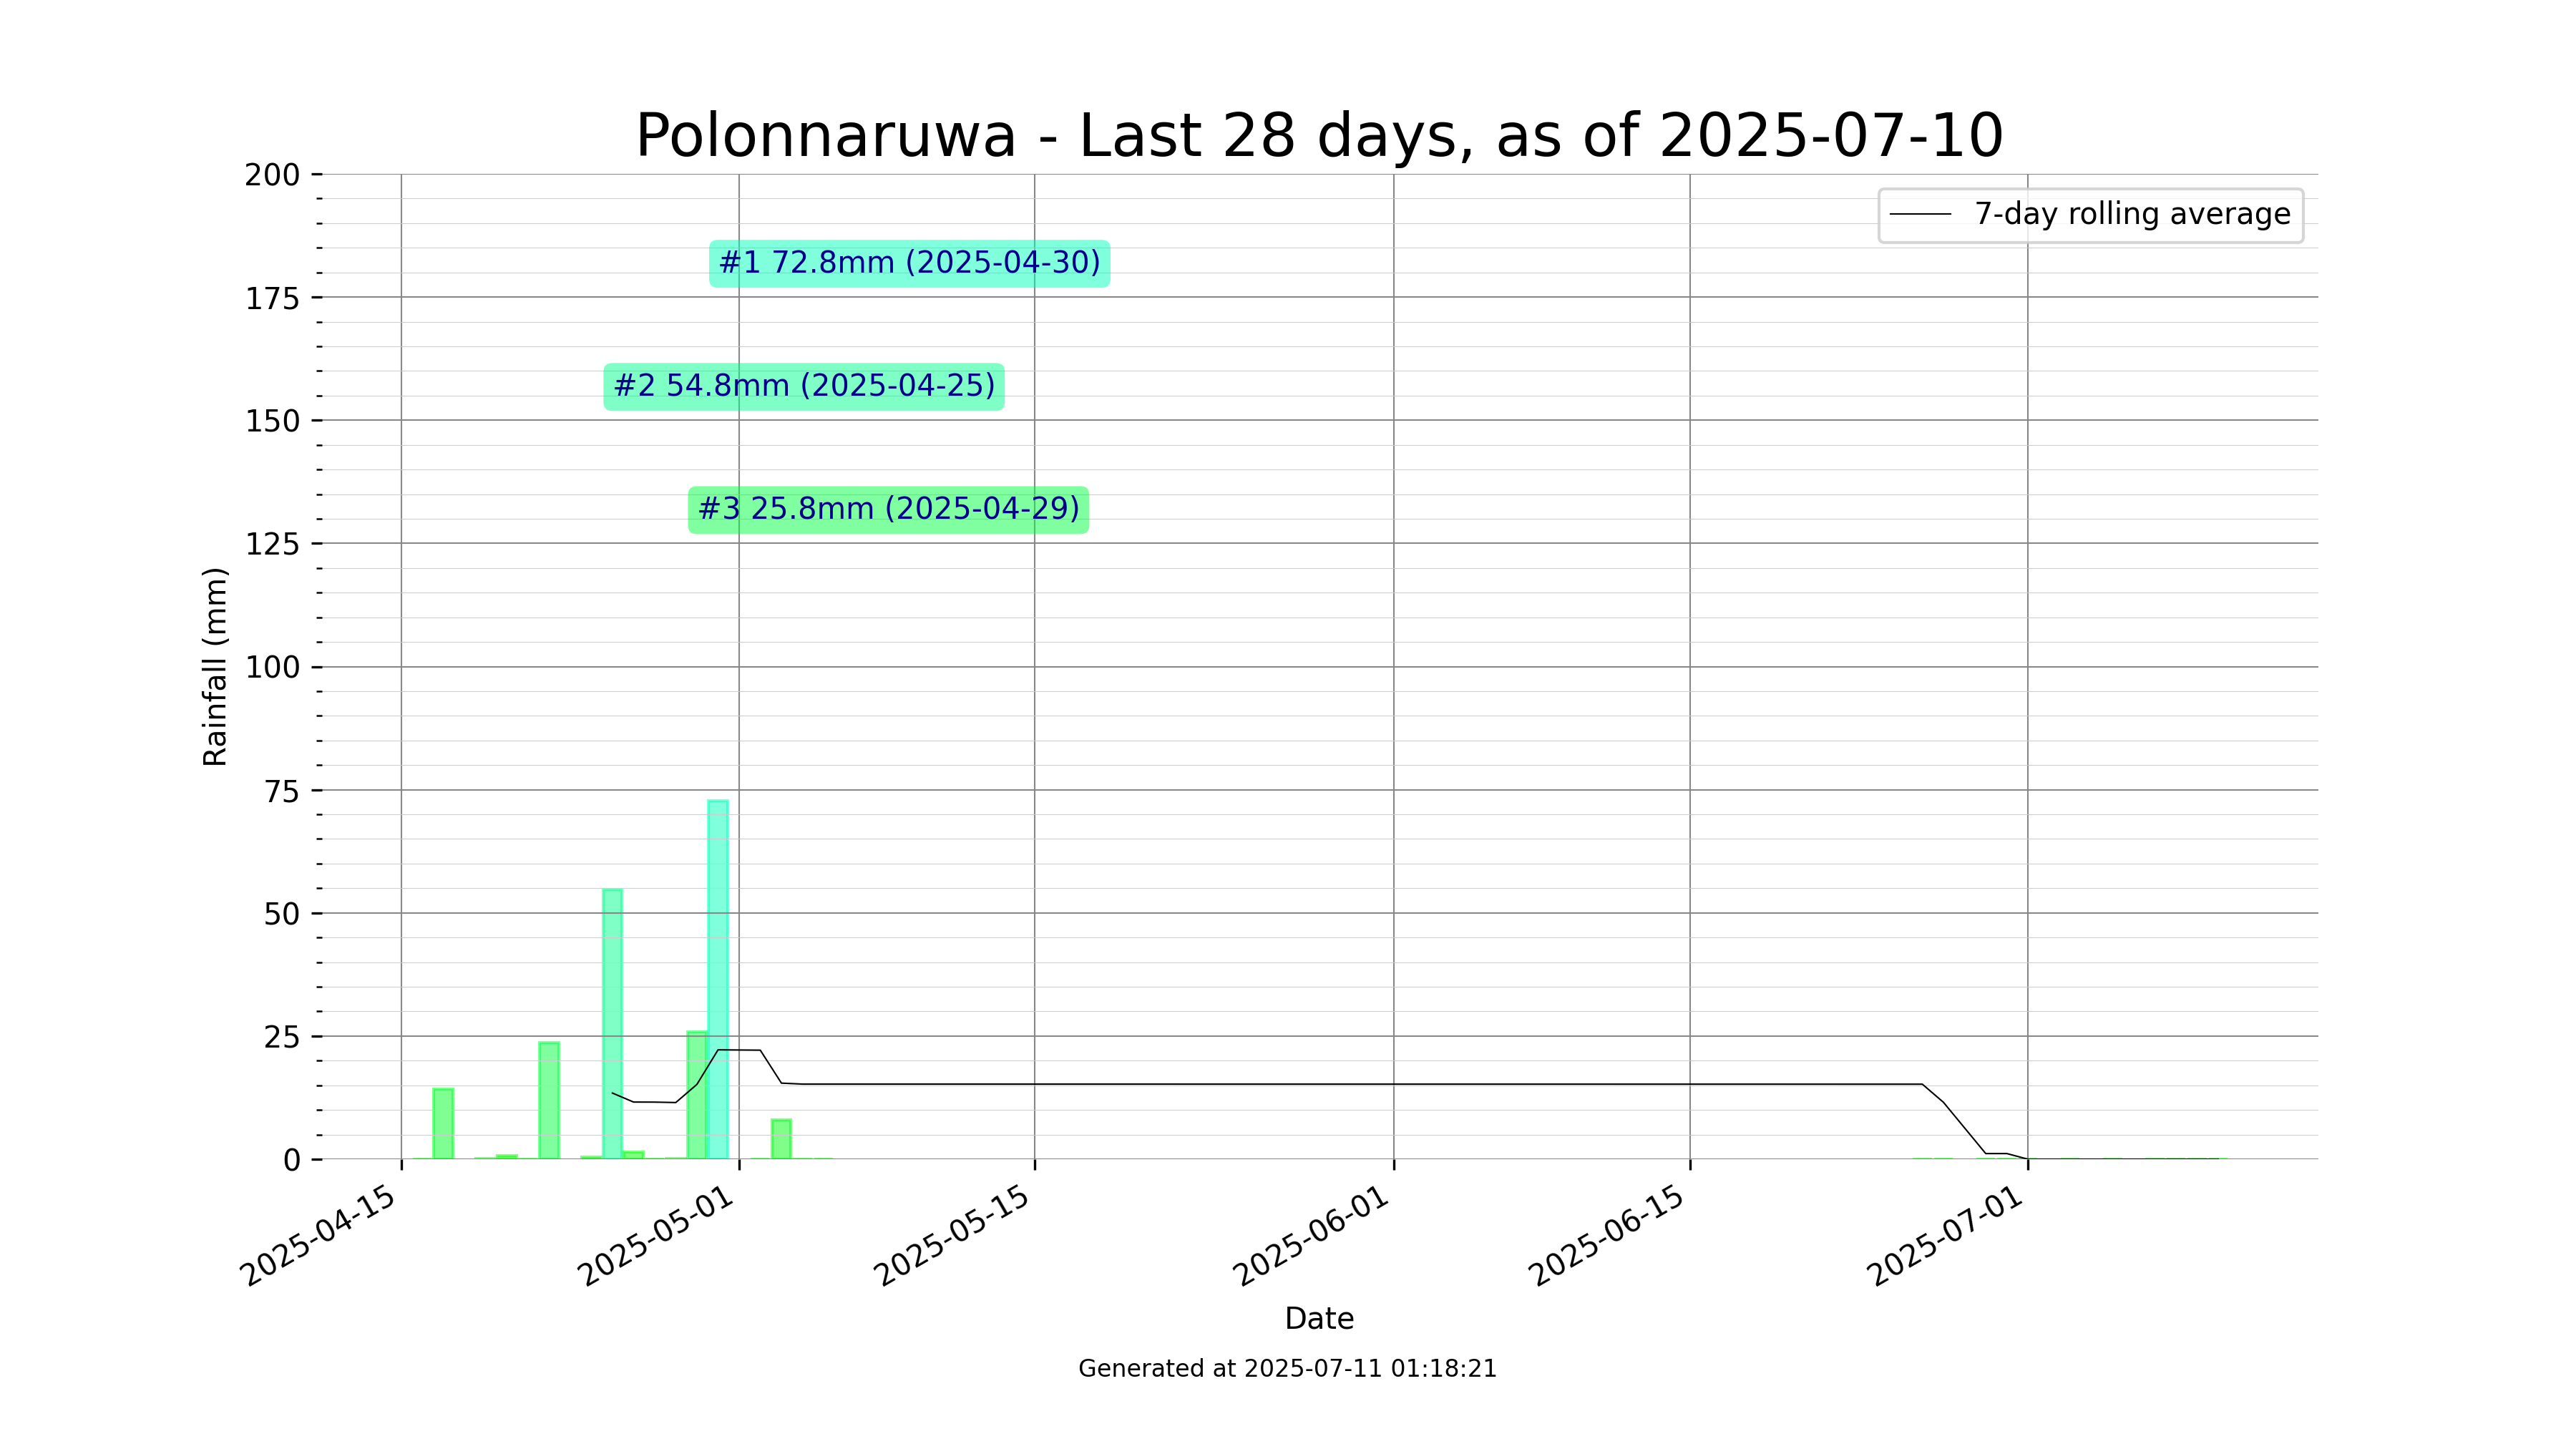 Polonnaruwa - Last 28 days, as of 2025-07-10
200
175
150
125
100
75
50
25
0
Rainfall (mm)
7-day rolling average
#1 72.8mm (2025-04-30)
#2 54.8mm (2025-04-25)
#3 25.8mm (2025-04-29)
2025-04-15
2025-05-01
2025-05-15
2025-06-01
2025-06-15
2025-07-01
Date
Generated at 2025-07-11 01:18:21